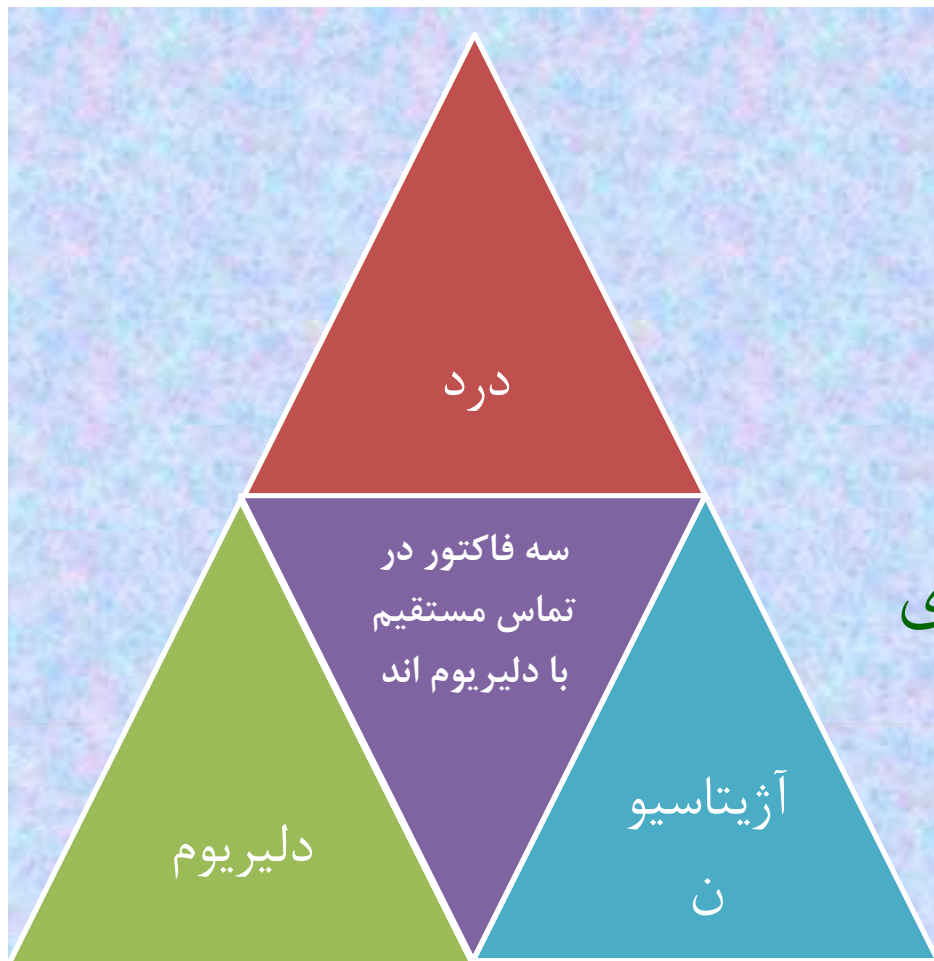 درد
سه فاکتور در
تماس مستقیم
با دلیریوم اند
آژیتاسیو
ن
دلیریوم
ی